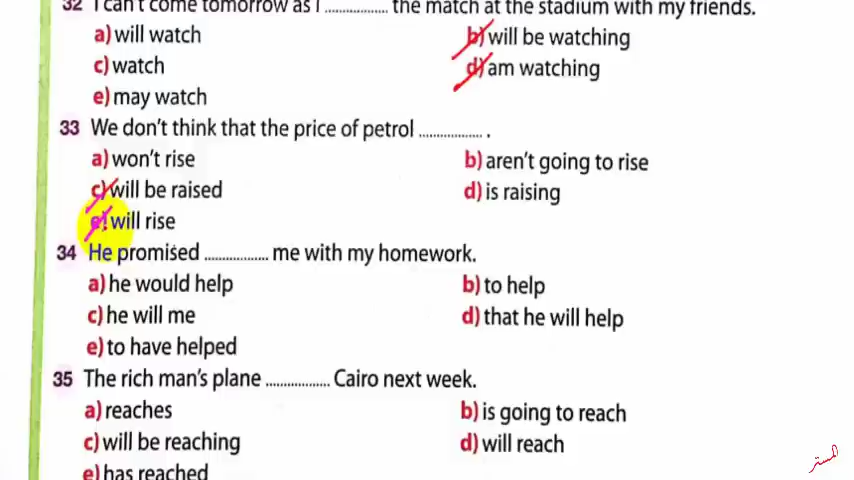 32 I can't come tomorrow as I ................ the match at the stadium with my friends.
a) will watch
b) will be watching
c) watch
d) am watching
e) may watch
33 We don't think that the price of petrol ................ .
a) won't rise
b) aren't going to rise
c) will be raised
d) is raising
e) will rise
34 He promised ................ me with my homework.
a) he would help
b) to help
c) he will me
d) that he will help
e) to have helped
35 The rich man's plane ................ Cairo next week.
a) reaches
b) is going to reach
c) will be reaching
d) will reach
e) has reached
المستر